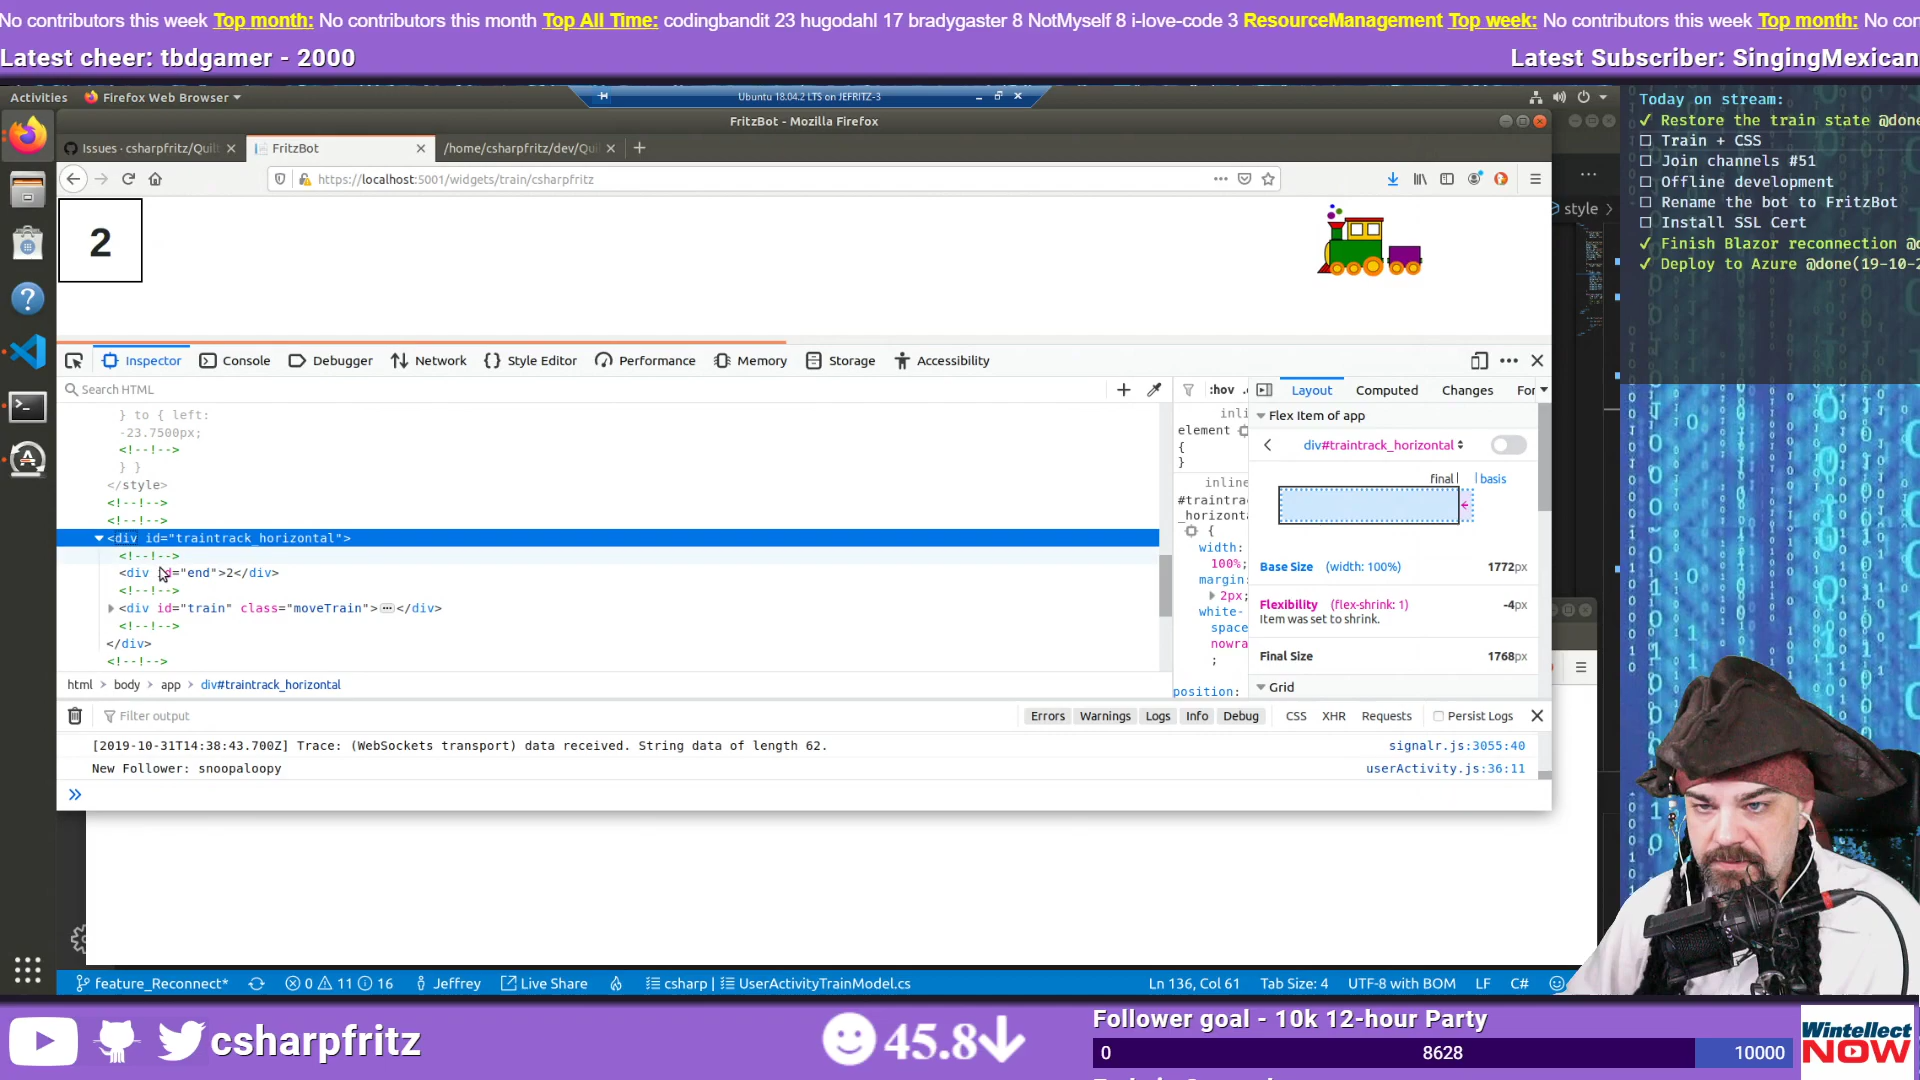 No contributors this week Top month: No contributors this month Top All Time: codingbandit 23 hugodahl 17 bradygaster 8 NotMyself 8 i-love-code 3 ResourceManagement Top week: No contributors this week Top month: No con
Latest cheer: tbdgamer - 2000
Latest Subscriber: SingingMexican
Activities
Firefox Web Browser
Ubuntu 18.04.2 LTS on JEFRITZ-3
FritzBot - Mozilla Firefox
Issues · csharpfritz/Quil
FritzBot
/home/csharpfritz/dev/Qui
https://localhost:5001/widgets/train/csharpfritz
2
style
Today on stream:
✓ Restore the train state @done
Train + CSS
Join channels #51
Offline development
Rename the bot to FritzBot
Install SSL Cert
✓ Finish Blazor reconnection @d
✓ Deploy to Azure @done(19-10-2
Inspector
Console
Debugger
Network
Style Editor
Performance
Memory
Storage
Accessibility
Search HTML
:hov
Layout
Computed
Changes
For
} to { left:
-23.7500px;
<!--!-->
} }
</style>
<!--!-->
<!--!-->
<div id="traintrack_horizontal">
<!--!-->
<div id="end">2</div>
<!--!-->
<div id="train" class="moveTrain"></div>
<!--!-->
</div>
<!--!-->
inli
element
{
}
inline
#traintra
_horizonta
{
width:
100%;
margin:
2px;
white-
space
nowra
;
position:
Flex Item of app
div#traintrack_horizontal
final
basis
Base Size (width: 100%) 1772px
Flexibility (flex-shrink: 1) -4px
Item was set to shrink.
Final Size 1768px
Grid
html > body > app > div#traintrack_horizontal
Filter output
Errors
Warnings
Logs
Info
Debug
CSS
XHR
Requests
Persist Logs
[2019-10-31T14:38:43.700Z] Trace: (WebSockets transport) data received. String data of length 62.
signalr.js:3055:40
New Follower: snoopaloopy
userActivity.js:36:11
feature_Reconnect*
0 11 16
Jeffrey
Live Share
csharp | UserActivityTrainModel.cs
Ln 136, Col 61
Tab Size: 4
UTF-8 with BOM
LF
C#
csharpfritz
45.8
Follower goal - 10k 12-hour Party
0
8628
10000
Wintellect
NOW